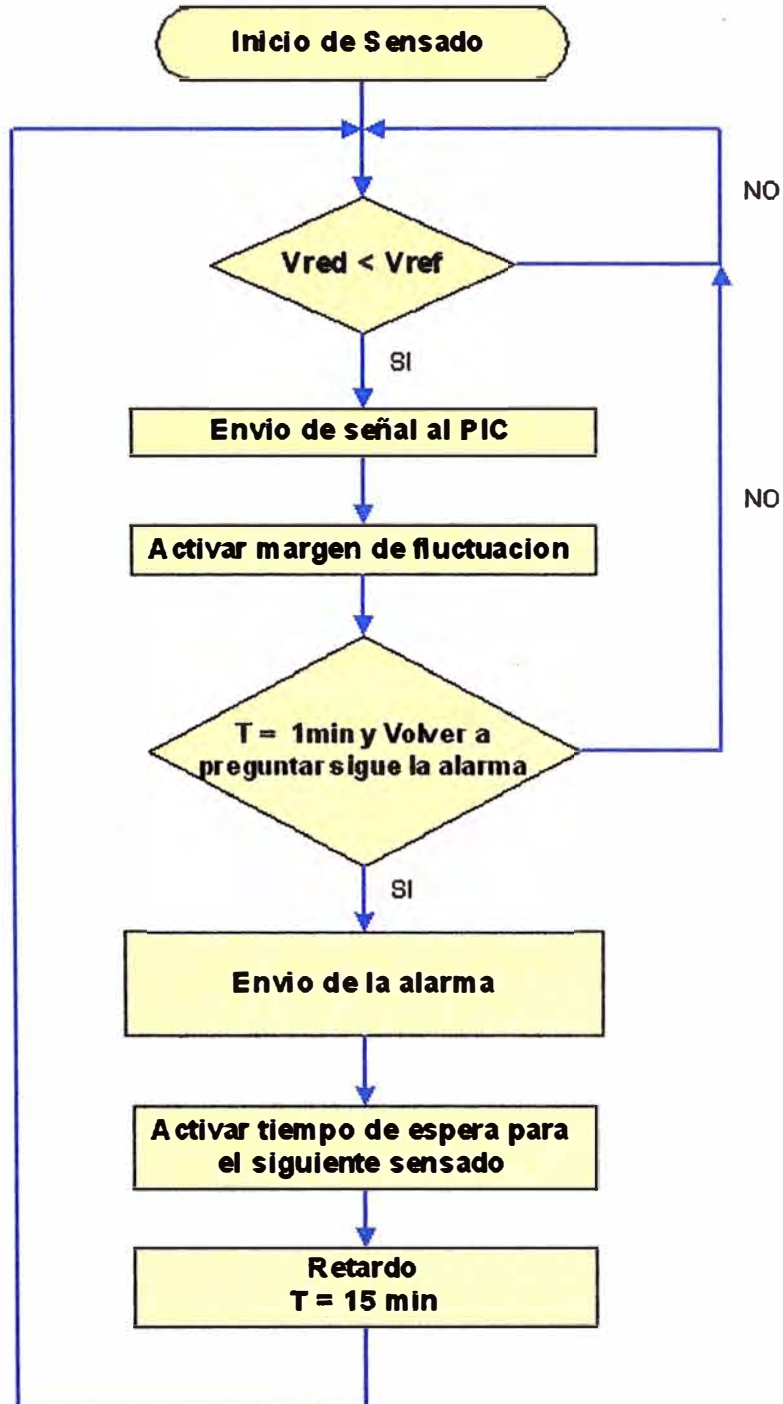 Inicio de Sensado
NO
Vred < Vref
SI
Envio de señal al PIC
NO
Activar margen de fluctuacion
T = 1min y Volver a
preguntar sigue la alarma
SI
Envio de la alarma
Activar tiempo de espera para
el siguiente sensado
Retardo
T = 15 min